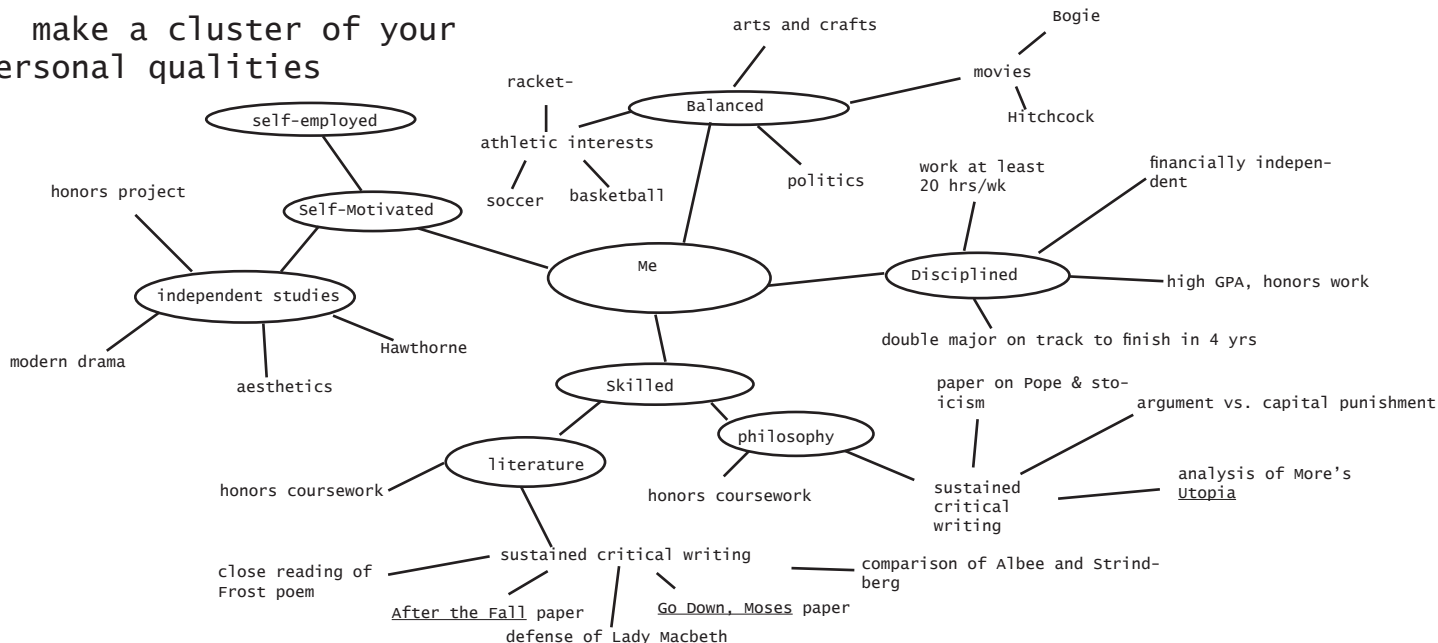 make a cluster of your
ersonal qualities
arts and crafts
Bogie
movies
Hitchcock
racket-
Balanced
athletic interests
soccer
basketball
politics
self-employed
honors project
Self-Motivated
independent studies
modern drama
aesthetics
Hawthorne
Me
work at least
20 hrs/wk
financially indepen-
dent
Disciplined
high GPA, honors work
double major on track to finish in 4 yrs
Skilled
literature
honors coursework
sustained critical writing
close reading of
Frost poem
After the Fall paper
defense of Lady Macbeth
Go Down, Moses paper
comparison of Albee and Strind-
berg
philosophy
honors coursework
sustained
critical
writing
paper on Pope & sto-
icism
argument vs. capital punishment
analysis of More’s
Utopia